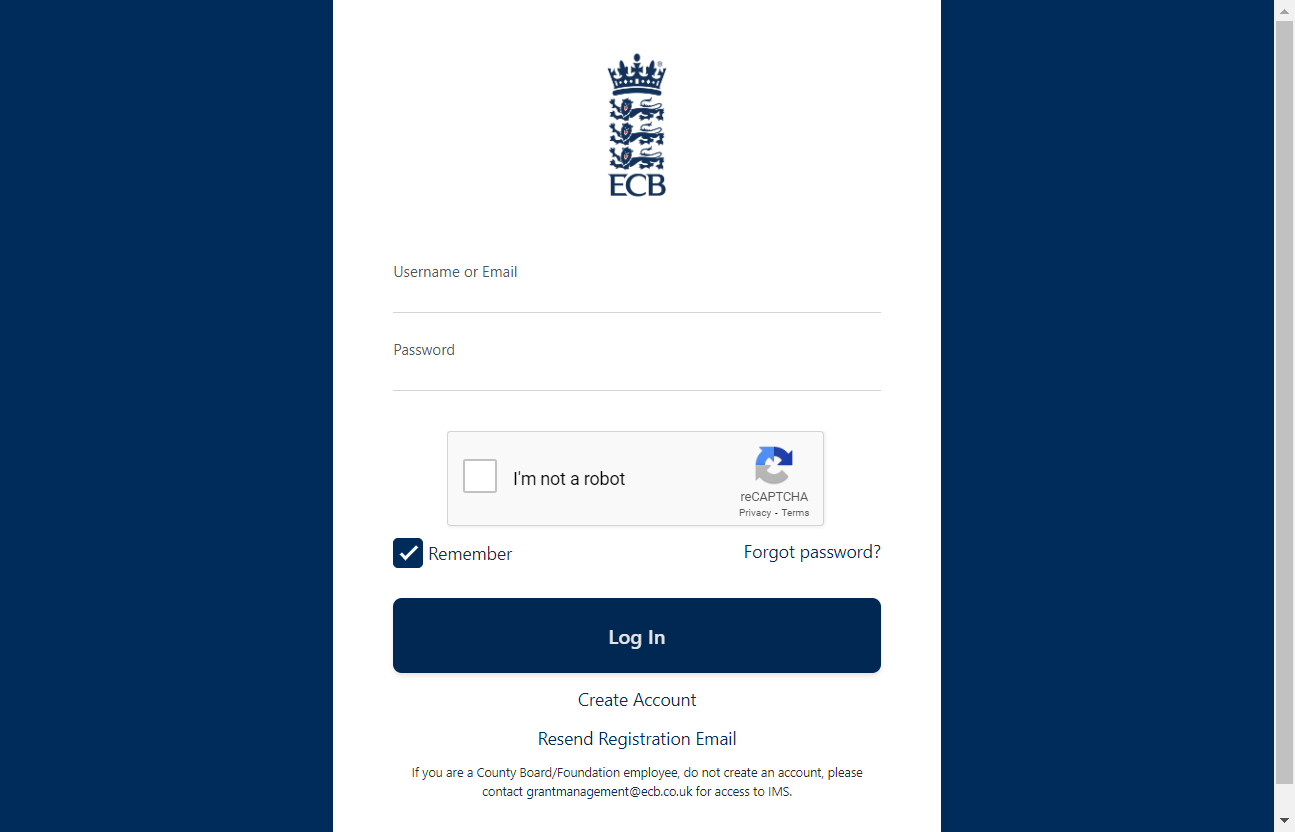 ECB
Username or Email
Password
I'm not a robot
reCAPTCHA
Privacy - Terms
Remember
Forgot password?
Log In
Create Account
Resend Registration Email
If you are a County Board/Foundation employee, do not create an account, please
contact grantmanagement@ecb.co.uk for access to IMS.